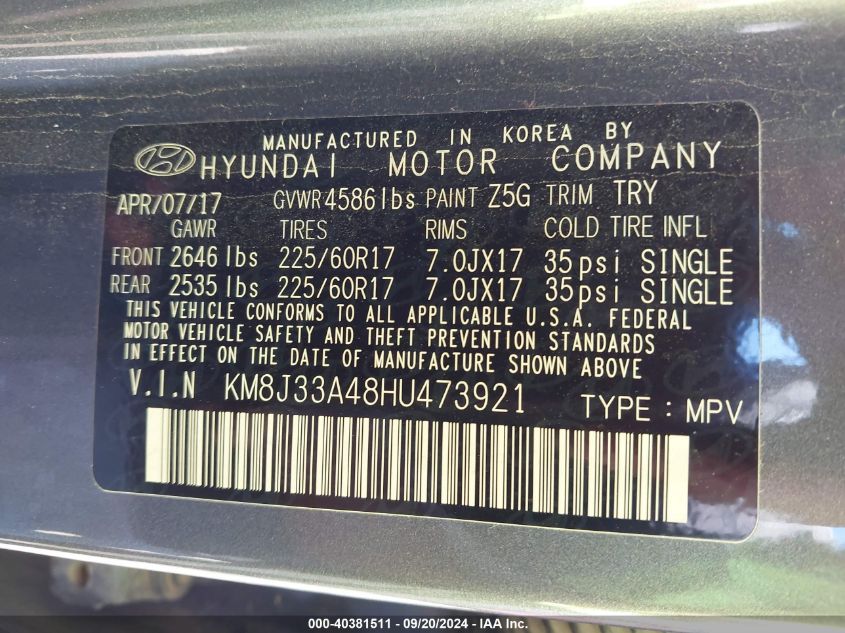 MANUFACTURED IN KOREA BY
HYUNDAI MOTOR COMPANY
APR/07/17 GVWR 4586 lbs PAINT Z5G TRIM TRY
GAWR TIRES RIMS COLD TIRE INFL
FRONT 2646 lbs 225/60R17 7.0JX17 35psi SINGLE
REAR 2535 lbs 225/60R17 7.0JX17 35psi SINGLE
THIS VEHICLE CONFORMS TO ALL APPLICABLE U.S.A. FEDERAL
MOTOR VEHICLE SAFETY AND THEFT PREVENTION STANDARDS
IN EFFECT ON THE DATE OF MANUFACTURE SHOWN ABOVE
V.I.N KM8J33A48HU473921 TYPE : MPV
000-40381511 - 09/20/2024 - IAA Inc.